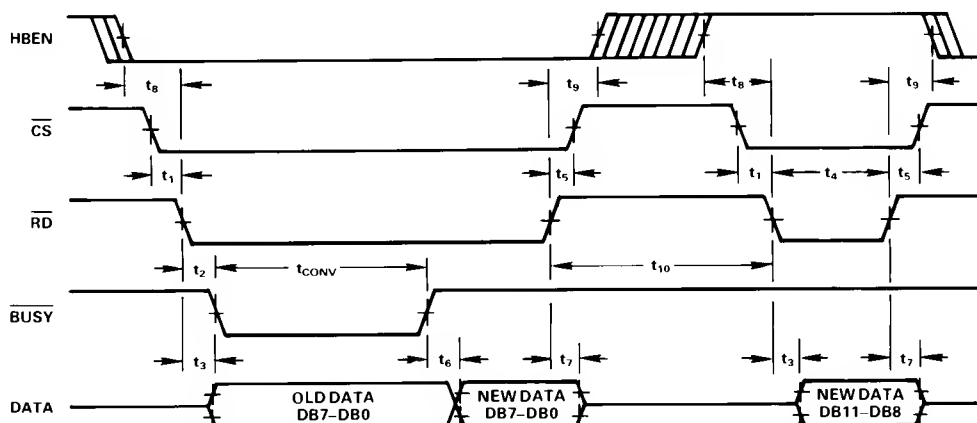 HBEN
t8 t9 t8 t9
CS
t1 t5 t1 t4 t5
RD
t2 tCONV t10
BUSY
t3 t6 t7 t3 t7
DATA
OLD DATA
DB7–DB0
NEW DATA
DB7–DB0
NEW DATA
DB11–DB8